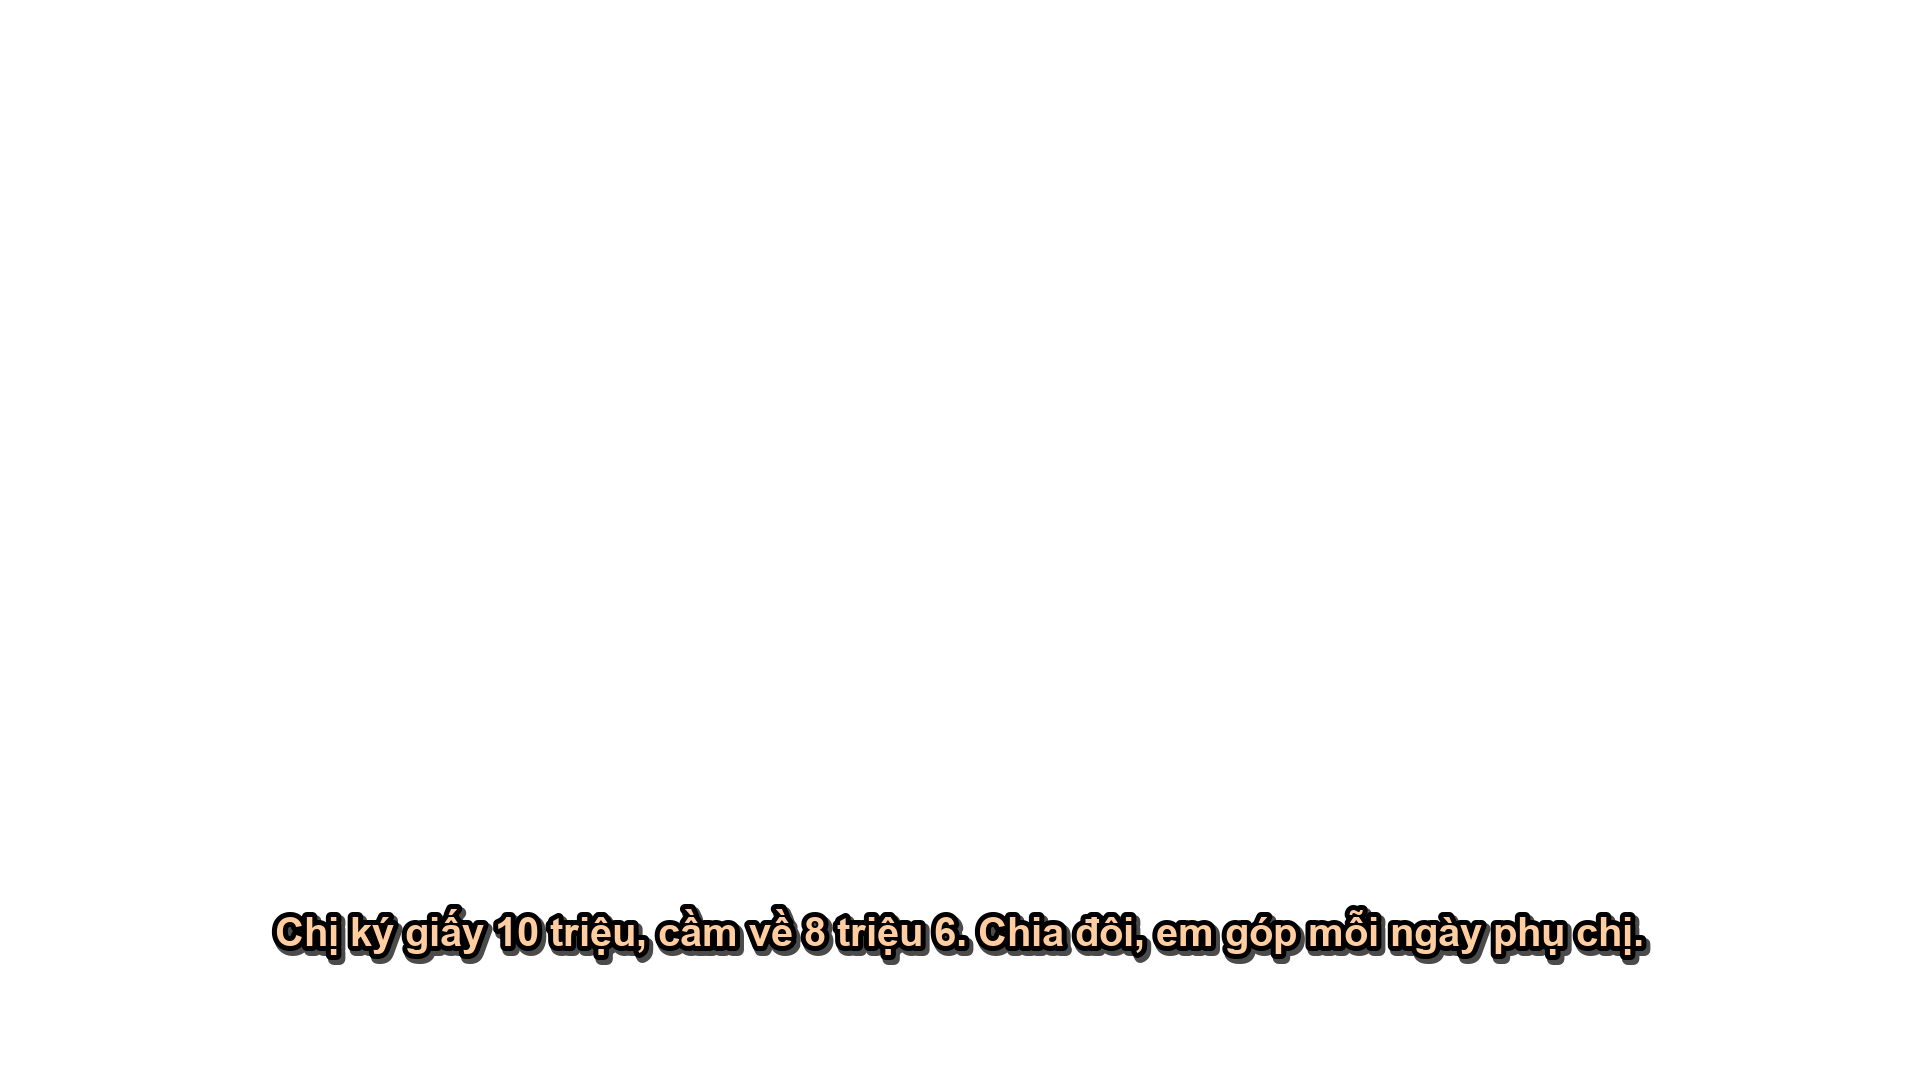 Chị ký giấy 10 triệu, cầm về 8 triệu 6. Chia đôi, em góp mỗi ngày phụ chị.